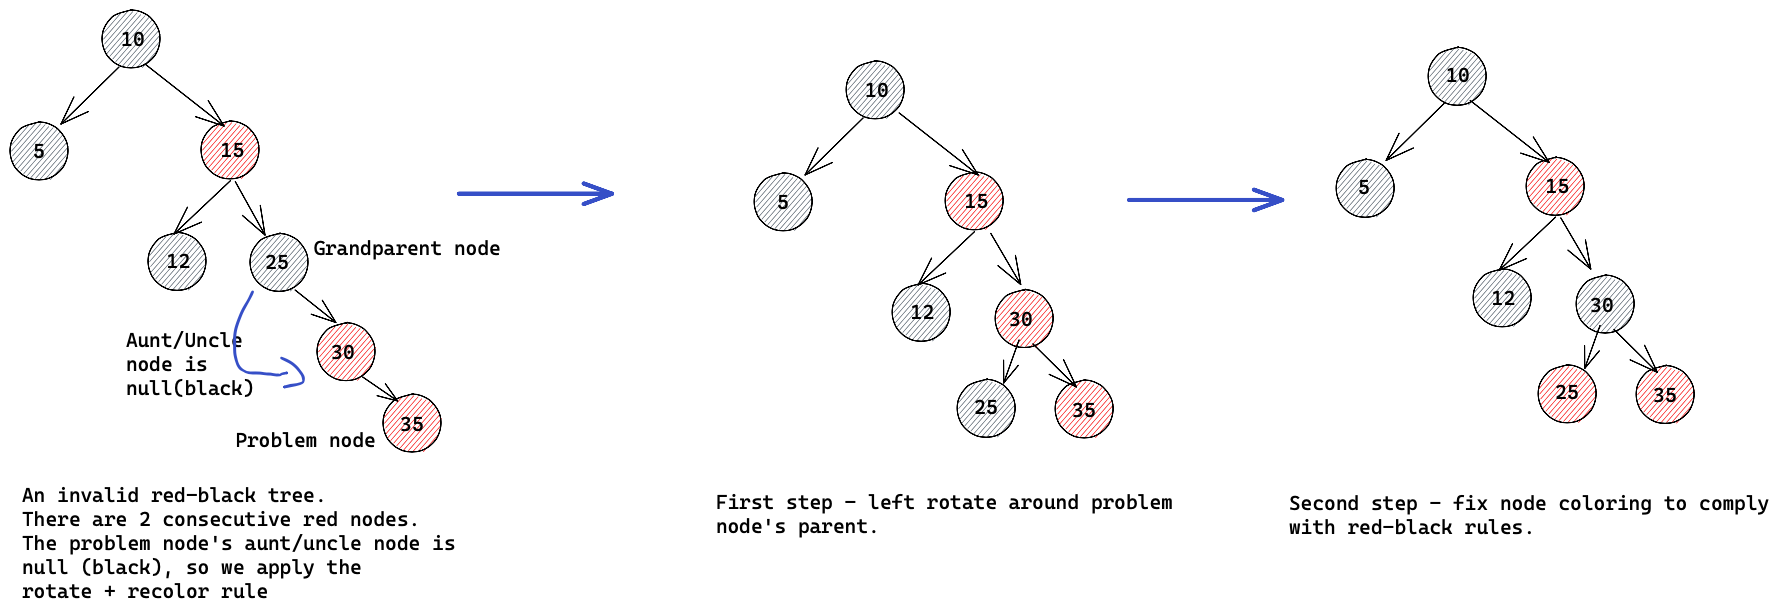 10
5
15
12
25
Grandparent node
Aunt/Uncle
node is
null(black)
30
35
Problem node
An invalid red-black tree.
There are 2 consecutive red nodes.
The problem node's aunt/uncle node is
null (black), so we apply the
rotate + recolor rule
10
5
15
12
30
25
35
First step - left rotate around problem
node's parent.
10
5
15
12
30
25
35
Second step - fix node coloring to comply
with red-black rules.